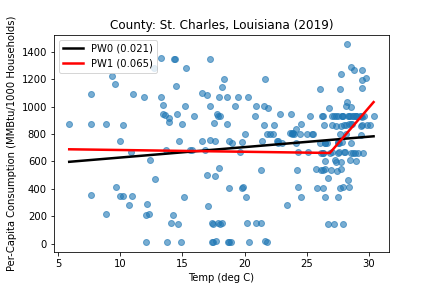 County: St. Charles, Louisiana (2019)
PW0 (0.021)
PW1 (0.065)
Per-Capita Consumption (MMBtu/1000 Households)
1400
1200
1000
800
600
400
200
0
5 10 15 20 25 30
Temp (deg C)